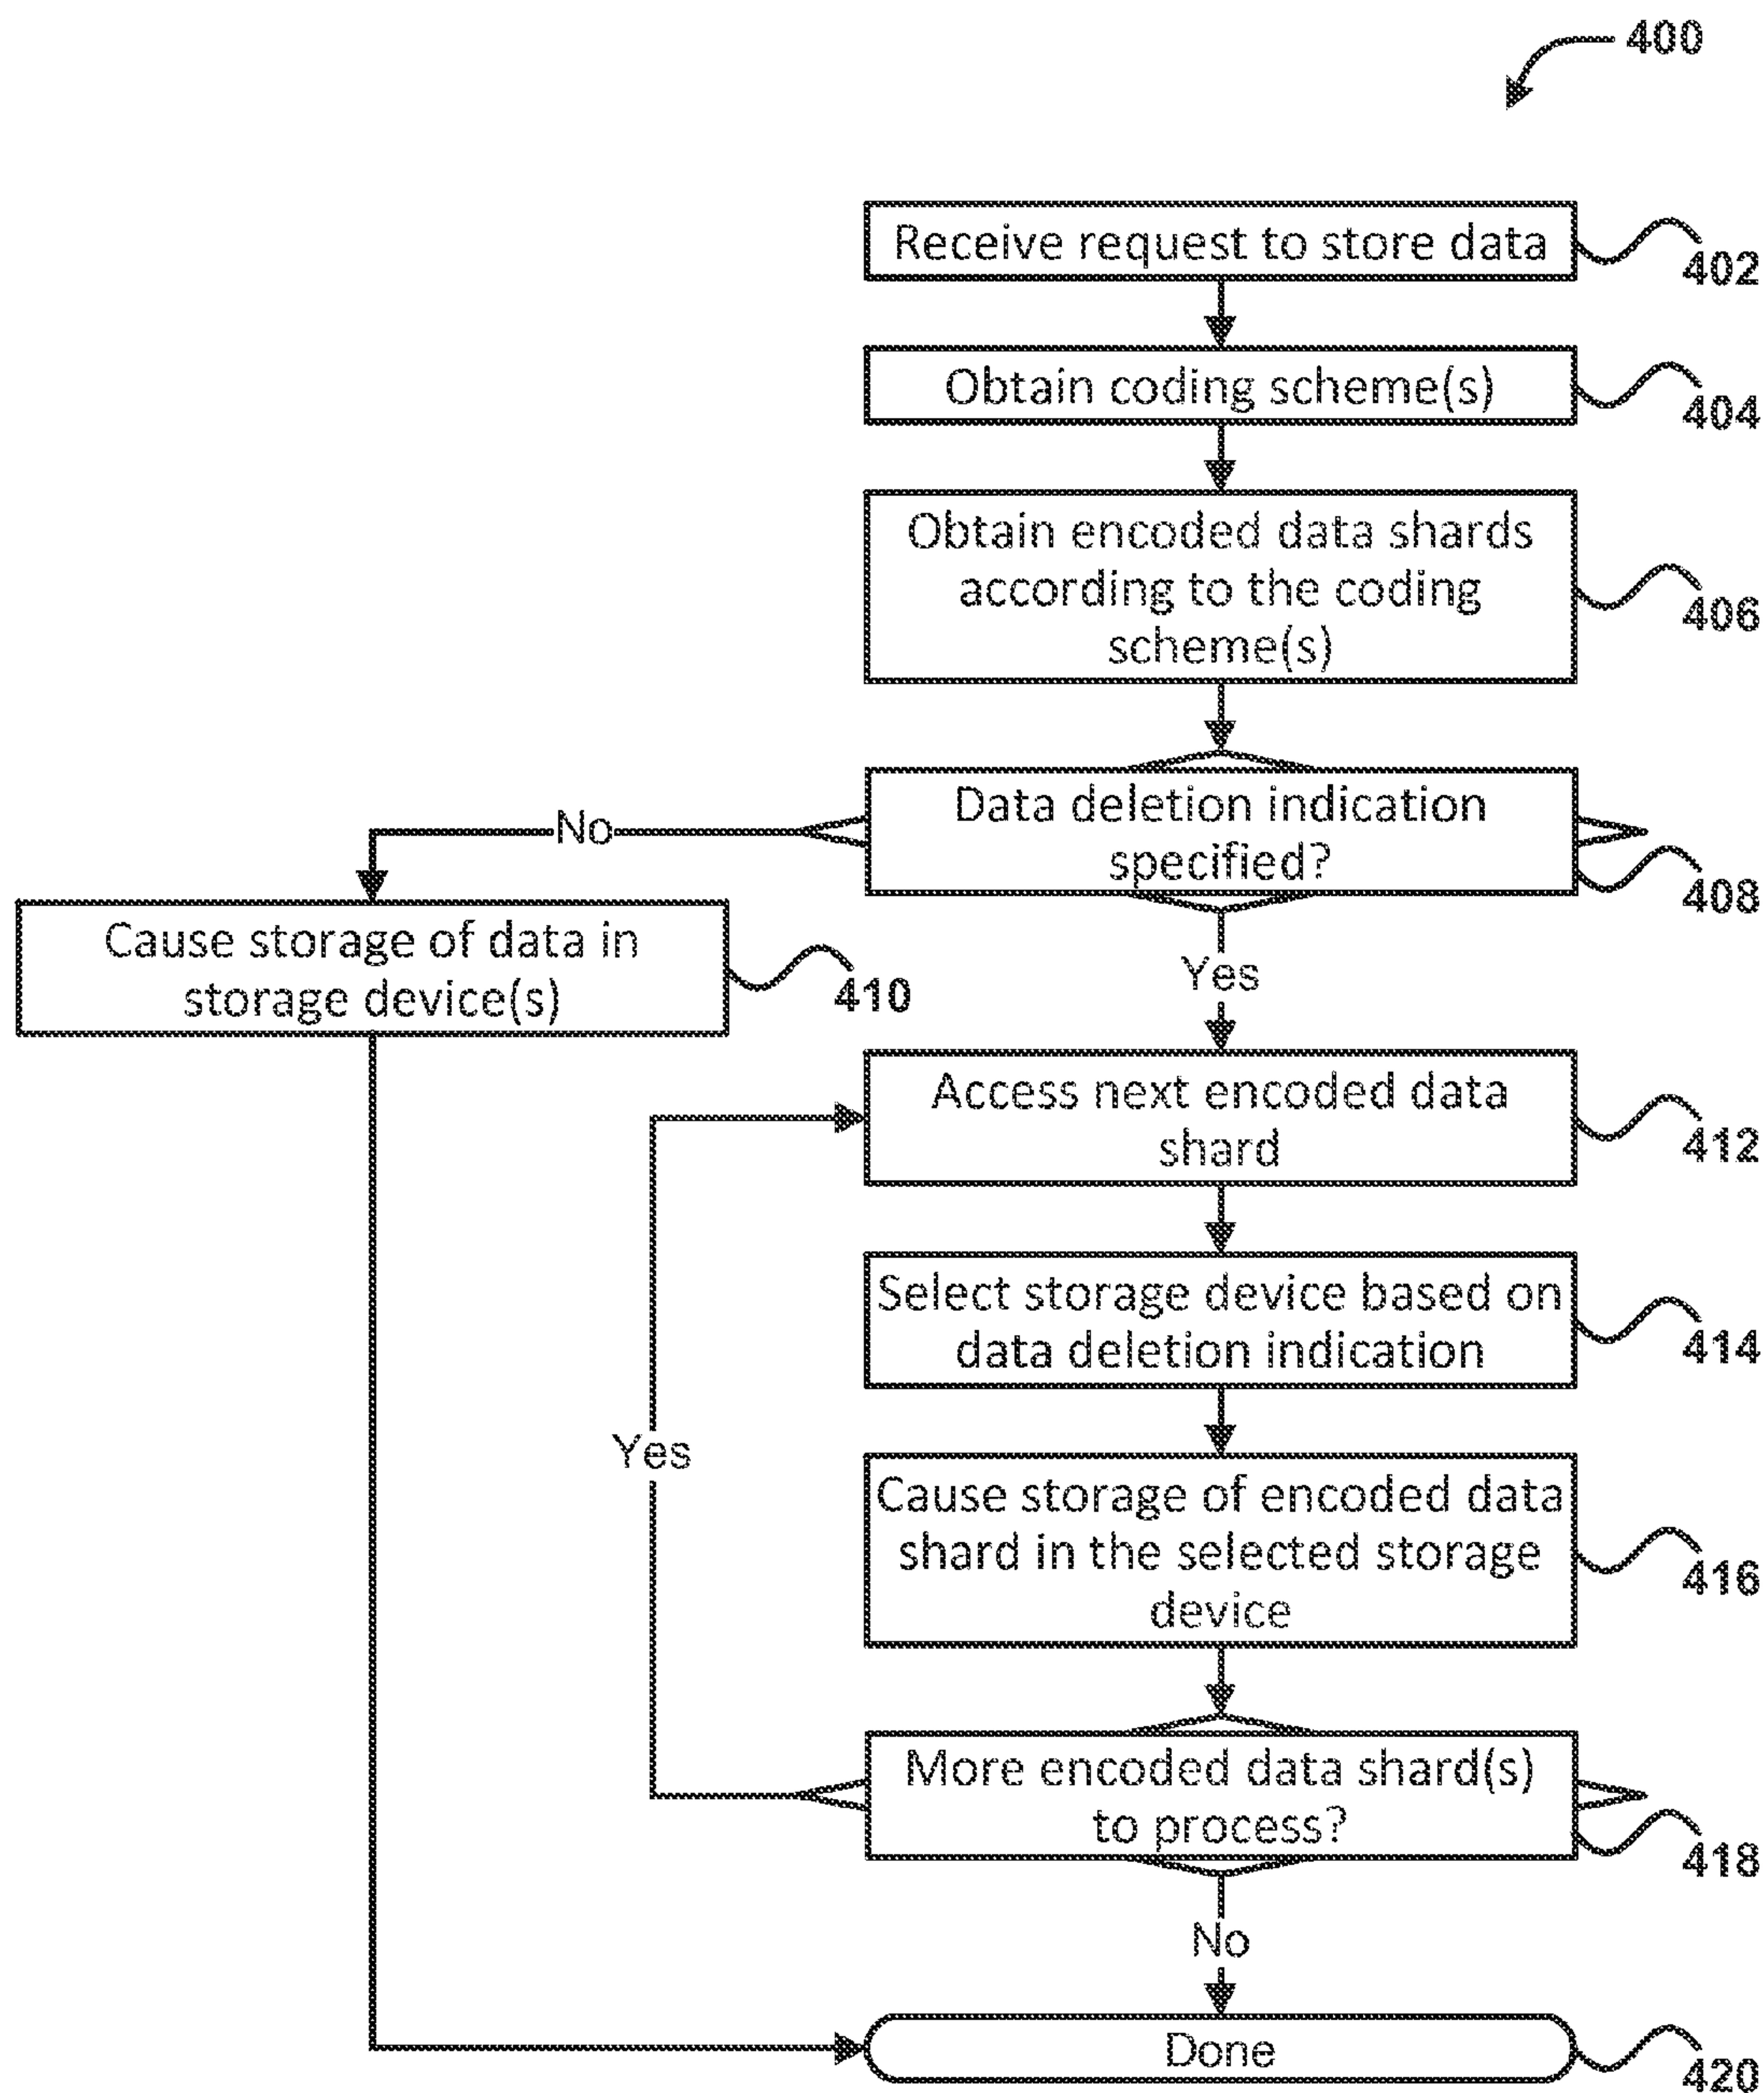 400
Receive request to store data
402
Obtain coding scheme(s)
404
Obtain encoded data shards
according to the coding
scheme(s)
406
Data deletion indication
specified?
408
No
Cause storage of data in
storage device(s)
410
Yes
Access next encoded data
shard
412
Select storage device based on
data deletion indication
414
Yes
Cause storage of encoded data
shard in the selected storage
device
416
More encoded data shard(s)
to process?
418
No
Done
420